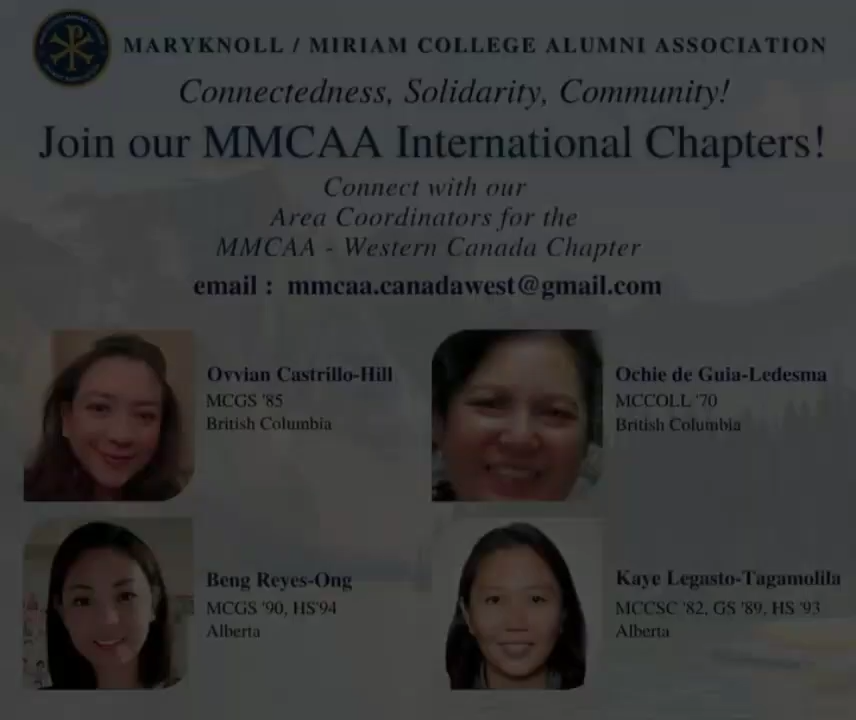 MARYKNOLL / MIRIAM COLLEGE ALUMNI ASSOCIATION
Connectedness, Solidarity, Community!
Join our MMCAA International Chapters!
Connect with our
Area Coordinators for the
MMCAA - Western Canada Chapter
email : mmcaa.canadawest@gmail.com
Ovvian Castrillo-Hill
MCGS '85
British Columbia
Ochie de Guia-Ledesma
MCCOLL '70
British Columbia
Beng Reyes-Ong
MCGS '90, HS'94
Alberta
Kaye Legasto-Tagamolila
MCCSC '82, GS '89, HS '93
Alberta